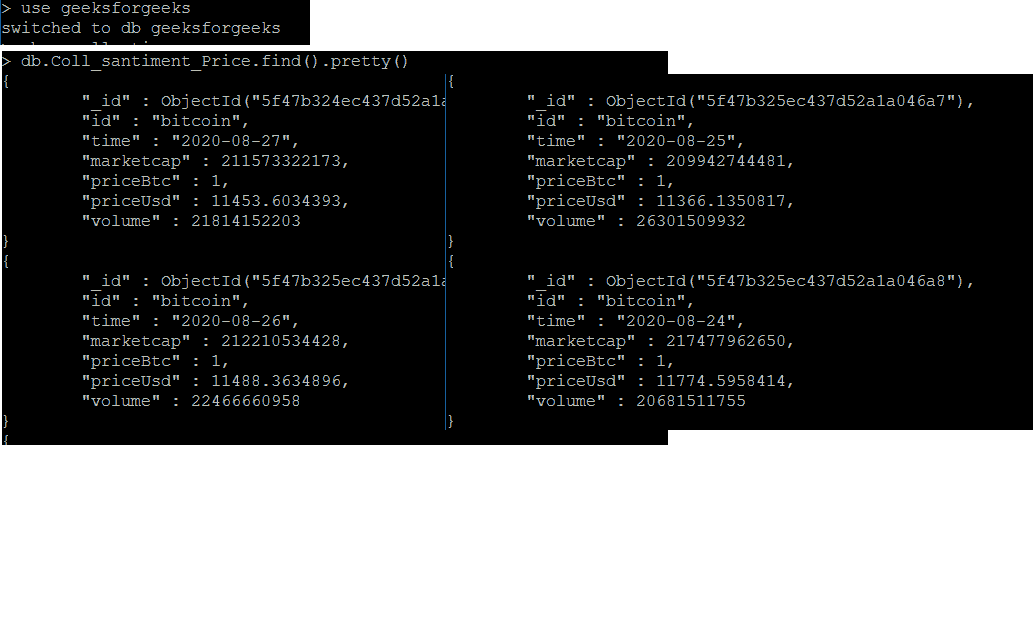 > use geeksforgeeks
switched to db geeksforgeeks
> db.Coll_santiment_Price.find().pretty()
{
"_id" : ObjectId("5f47b324ec437d52a1a
"id" : "bitcoin",
"time" : "2020-08-27",
"marketcap" : 211573322173,
"priceBtc" : 1,
"priceUsd" : 11453.6034393,
"volume" : 21814152203
}
{
"_id" : ObjectId("5f47b325ec437d52a1a
"id" : "bitcoin",
"time" : "2020-08-26",
"marketcap" : 212210534428,
"priceBtc" : 1,
"priceUsd" : 11488.3634896,
"volume" : 22466660958
}
{
{
"_id" : ObjectId("5f47b325ec437d52a1a046a7"),
"id" : "bitcoin",
"time" : "2020-08-25",
"marketcap" : 209942744481,
"priceBtc" : 1,
"priceUsd" : 11366.1350817,
"volume" : 26301509932
}
{
"_id" : ObjectId("5f47b325ec437d52a1a046a8"),
"id" : "bitcoin",
"time" : "2020-08-24",
"marketcap" : 217477962650,
"priceBtc" : 1,
"priceUsd" : 11774.5958414,
"volume" : 20681511755
}